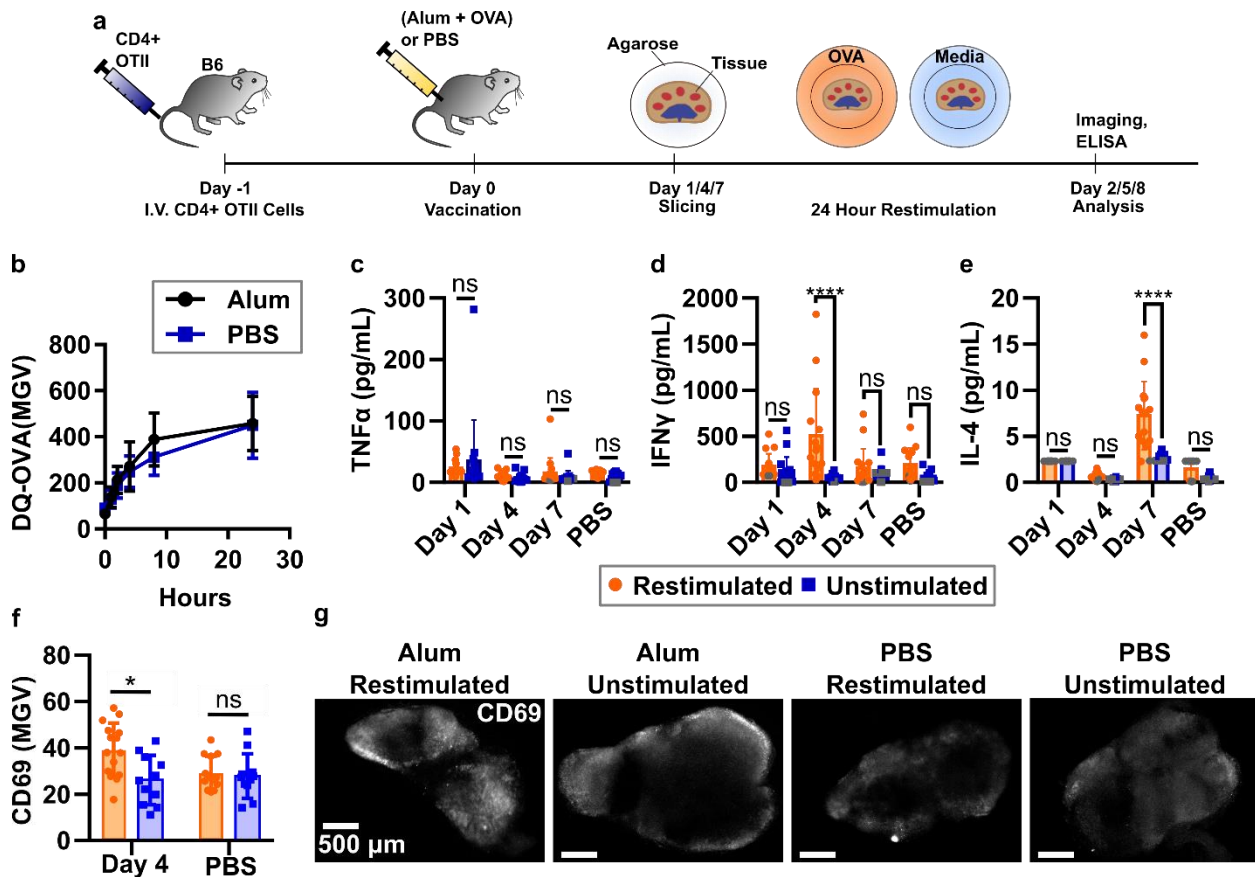 a
CD4+
OTII
B6
(Alum + OVA)
or PBS
Agarose
Tissue
OVA
Media
Imaging,
ELISA
Day -1
I.V. CD4+ OTII Cells
Day 0
Vaccination
Day 1/4/7
Slicing
24 Hour Restimulation
Day 2/5/8
Analysis
b
Alum
PBS
DQ-OVA(MGV)
800
600
400
200
0
0
10
20
30
Hours
c
TNFα (pg/mL)
300
200
100
0
ns
ns
ns
ns
Day 1
Day 4
Day 7
PBS
d
IFNγ (pg/mL)
2000
1500
1000
500
0
ns
****
ns
ns
Day 1
Day 4
Day 7
PBS
e
IL-4 (pg/mL)
20
15
10
5
0
ns
ns
****
ns
Day 1
Day 4
Day 7
PBS
Restimulated
Unstimulated
f
CD69 (MGV)
80
60
40
20
0
*
ns
Day 4
PBS
g
Alum
Restimulated
Alum
Unstimulated
PBS
Restimulated
PBS
Unstimulated
CD69
500 µm